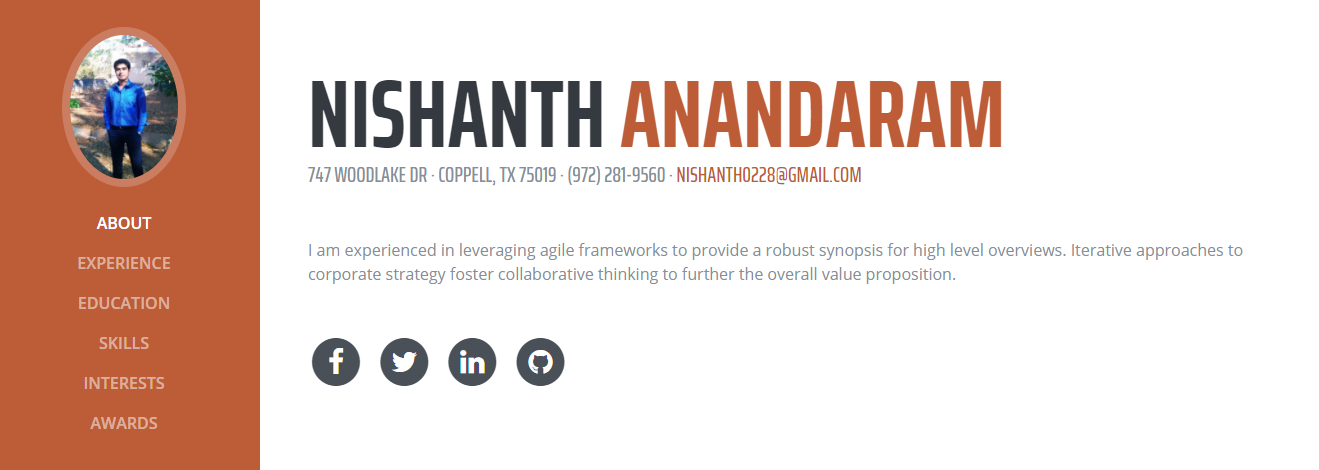 ABOUT
EXPERIENCE
EDUCATION
SKILLS
INTERESTS
AWARDS
NISHANTH ANANDARAM
747 WOODLAKE DR · COPPELL, TX 75019 · (972) 281-9560 · NISHANTH0228@GMAIL.COM
I am experienced in leveraging agile frameworks to provide a robust synopsis for high level overviews. Iterative approaches to
corporate strategy foster collaborative thinking to further the overall value proposition.